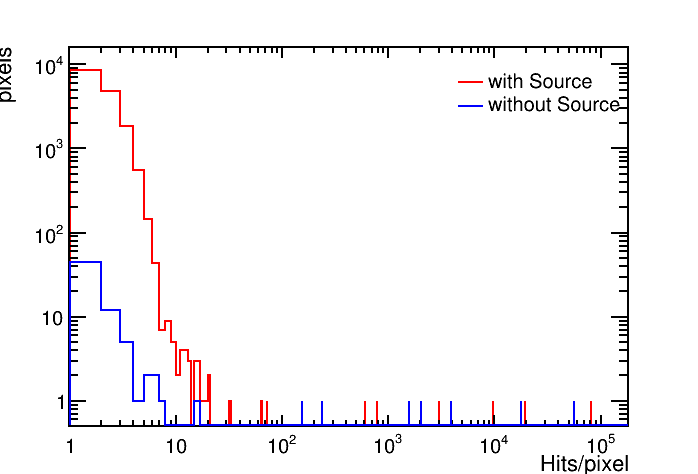 pixels
10⁴
10³
10²
10
1
with Source
without Source
1 10 10² 10³ 10⁴ 10⁵
Hits/pixel